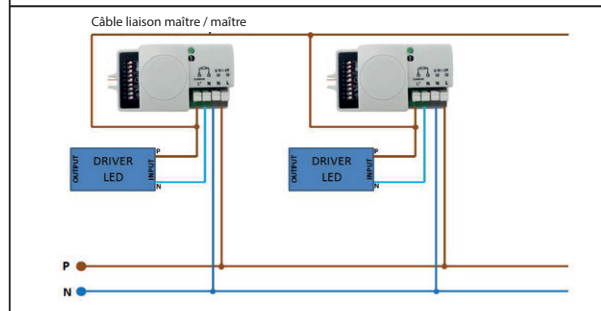 Câble liaison maître / maître
L' N N L
L' N N L
OUTPUT DRIVER LED INPUT P N
OUTPUT DRIVER LED INPUT P N
P
N